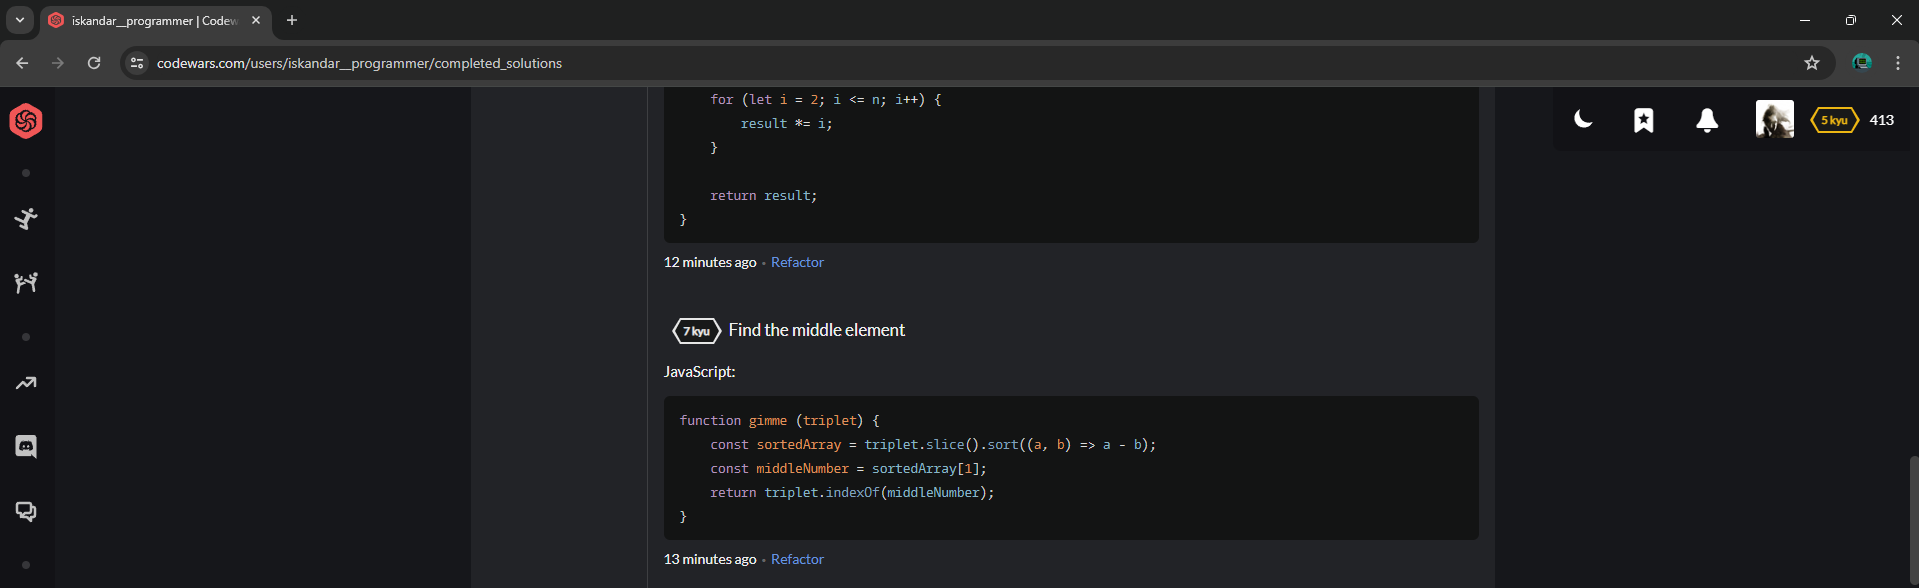 iskandar__programmer | Codew
codewars.com/users/iskandar__programmer/completed_solutions
5 kyu
413
for (let i = 2; i <= n; i++) {
result *= i;
}
return result;
}
12 minutes ago • Refactor
7 kyu Find the middle element
JavaScript:
function gimme (triplet) {
const sortedArray = triplet.slice().sort((a, b) => a - b);
const middleNumber = sortedArray[1];
return triplet.indexOf(middleNumber);
}
13 minutes ago • Refactor